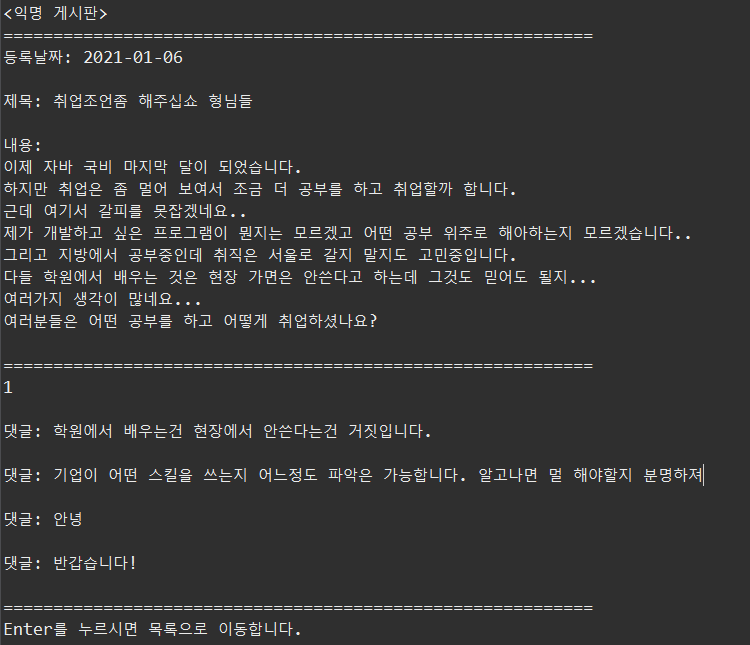 <익명 게시판>
===========================================================
등록날짜: 2021-01-06
제목: 취업조언좀 해주십쇼 형님들
내용:
이제 자바 국비 마지막 달이 되었습니다.
하지만 취업은 좀 멀어 보여서 조금 더 공부를 하고 취업할까 합니다.
근데 여기서 갈피를 못잡겠네요..
제가 개발하고 싶은 프로그램이 뭔지는 모르겠고 어떤 공부 위주로 해아하는지 모르겠습니다..
그리고 지방에서 공부중인데 취직은 서울로 갈지 말지도 고민중입니다.
다들 학원에서 배우는 것은 현장 가면은 안쓴다고 하는데 그것도 믿어도 될지...
여러가지 생각이 많네요...
여러분들은 어떤 공부를 하고 어떻게 취업하셨나요?
===========================================================
1
댓글: 학원에서 배우는건 현장에서 안쓴다는건 거짓입니다.
댓글: 기업이 어떤 스킬을 쓰는지 어느정도 파악은 가능합니다. 알고나면 멀 해야할지 분명하져
댓글: 안녕
댓글: 반갑습니다!
===========================================================
Enter를 누르시면 목록으로 이동합니다.